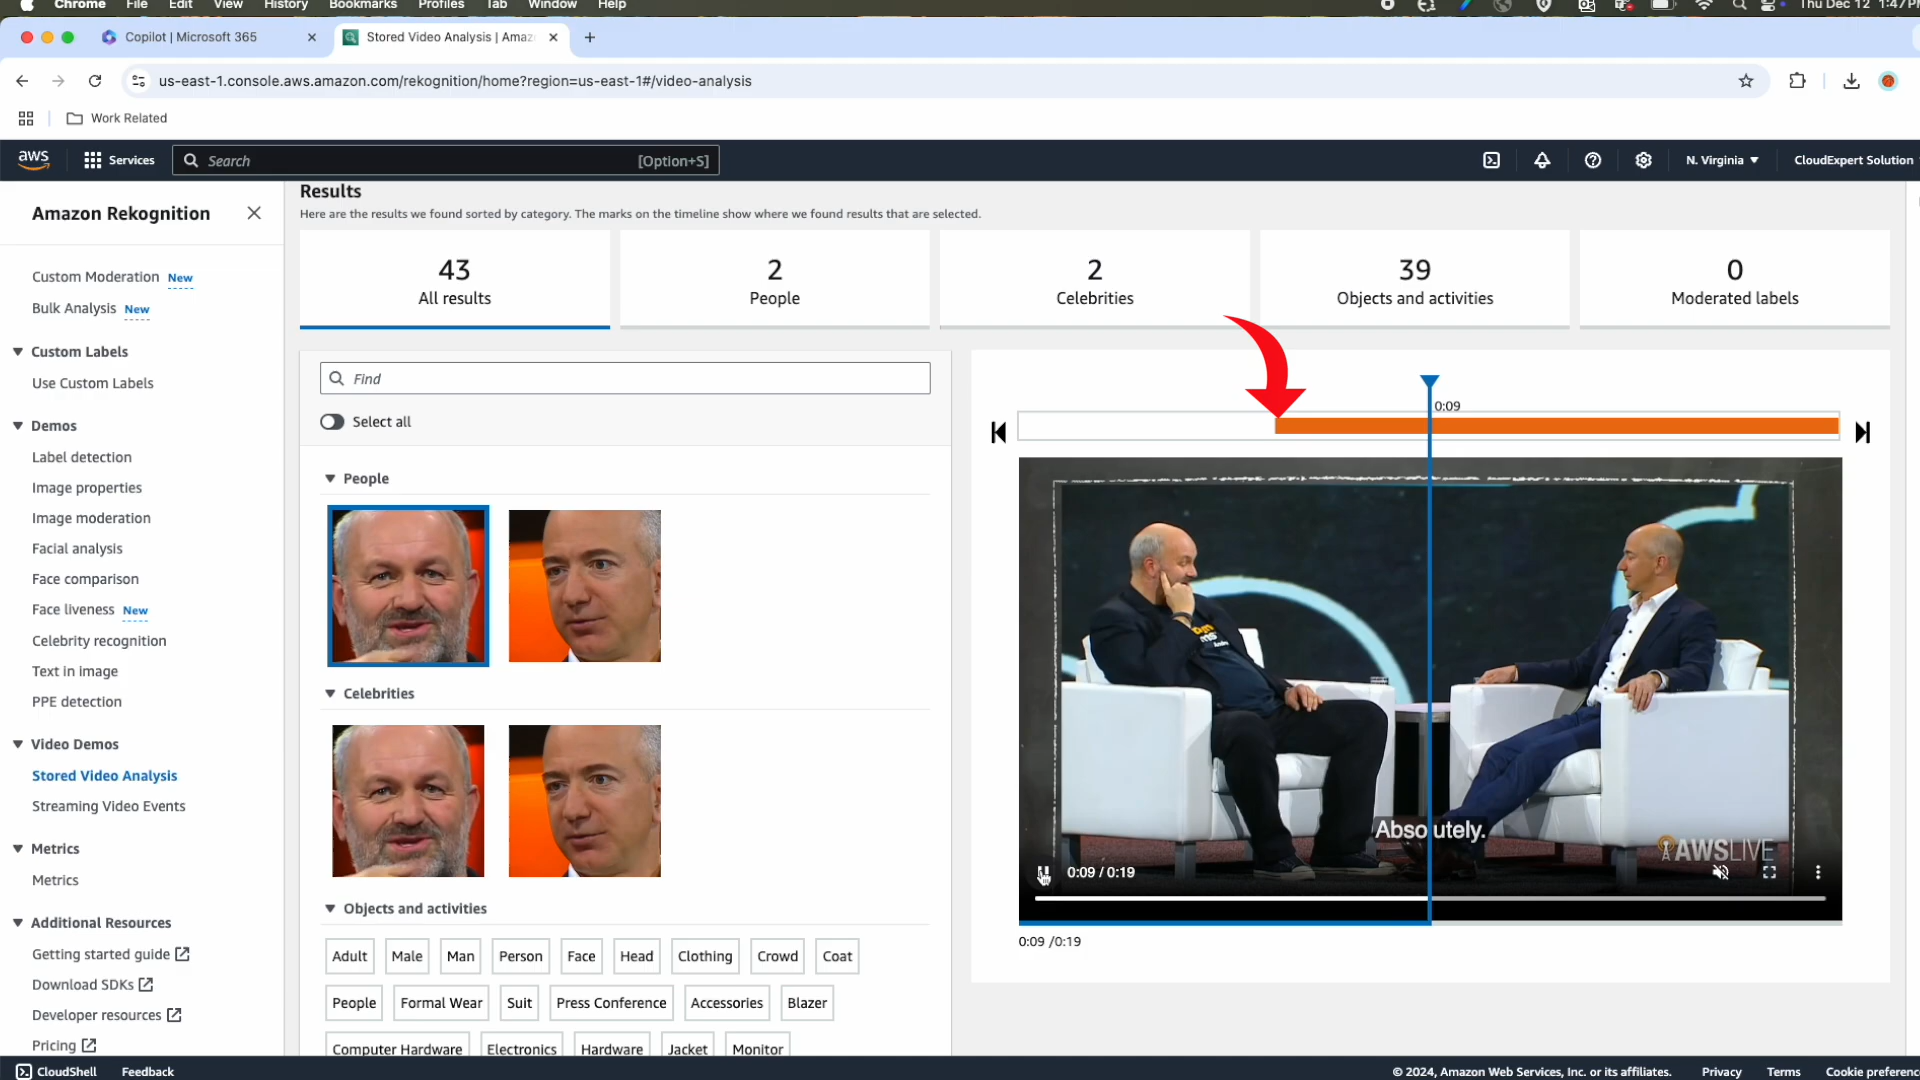 Chrome File Edit View History Bookmarks Profiles Tab Window Help
Thu Dec 12 1:47P
Copilot | Microsoft 365
Stored Video Analysis | Amaz
us-east-1.console.aws.amazon.com/rekognition/home?region=us-east-1#/video-analysis
Work Related
aws
Services
Search
[Option+S]
N. Virginia
CloudExpert Solution
Amazon Rekognition
Custom Moderation New
Bulk Analysis New
Custom Labels
Use Custom Labels
Demos
Label detection
Image properties
Image moderation
Facial analysis
Face comparison
Face liveness New
Celebrity recognition
Text in image
PPE detection
Video Demos
Stored Video Analysis
Streaming Video Events
Metrics
Metrics
Additional Resources
Getting started guide
Download SDKs
Developer resources
Pricing
Results
Here are the results we found sorted by category. The marks on the timeline show where we found results that are selected.
43
All results
2
People
2
Celebrities
39
Objects and activities
0
Moderated labels
Find
Select all
People
Celebrities
Objects and activities
Adult Male Man Person Face Head Clothing Crowd Coat
People Formal Wear Suit Press Conference Accessories Blazer
Computer Hardware Electronics Hardware Jacket Monitor
0:09
Absolutely.
AWSLIVE
0:09 / 0:19
0:09 /0:19
CloudShell Feedback
© 2024, Amazon Web Services, Inc. or its affiliates. Privacy Terms Cookie preference